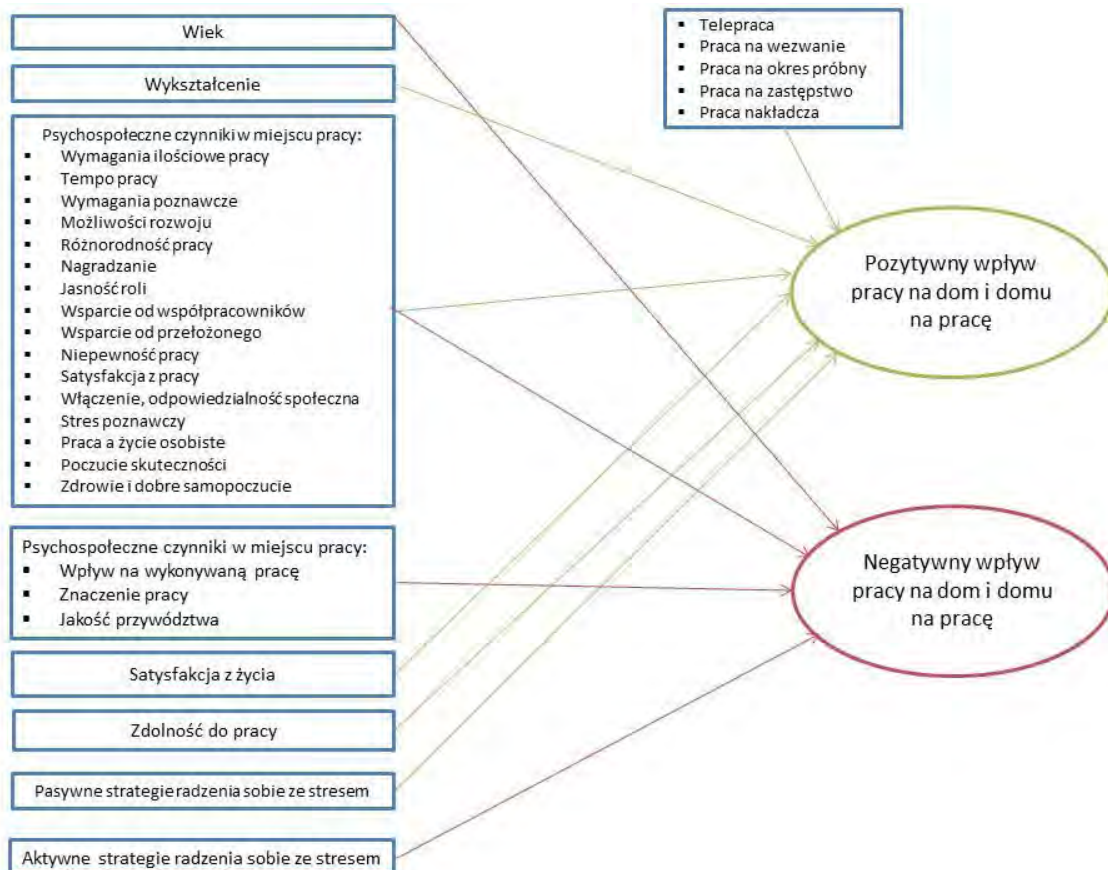 Wiek
Wykształcenie
Psychospołeczne czynniki w miejscu pracy:
▪ Wymagania ilościowe pracy
▪ Tempo pracy
▪ Wymagania poznawcze
▪ Możliwości rozwoju
▪ Różnorodność pracy
▪ Nagradzanie
▪ Jasność roli
▪ Wsparcie od współpracowników
▪ Wsparcie od przełożonego
▪ Niepewność pracy
▪ Satysfakcja z pracy
▪ Włączenie, odpowiedzialność społeczna
▪ Stres poznawczy
▪ Praca a życie osobiste
▪ Poczucie skuteczności
▪ Zdrowie i dobre samopoczucie
Psychospołeczne czynniki w miejscu pracy:
▪ Wpływ na wykonywaną pracę
▪ Znaczenie pracy
▪ Jakość przywództwa
Satysfakcja z życia
Zdolność do pracy
Pasywne strategie radzenia sobie ze stresem
Aktywne strategie radzenia sobie ze stresem
▪ Telepraca
▪ Praca na wezwanie
▪ Praca na okres próbny
▪ Praca na zastępstwo
▪ Praca nakładcza
Pozytywny wpływ
pracy na dom i domu
na pracę
Negatywny wpływ
pracy na dom i domu
na pracę